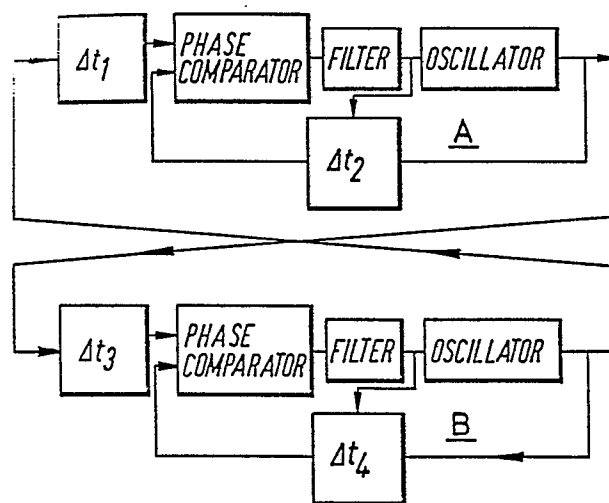 Δt1
PHASE
COMPARATOR
FILTER
OSCILLATOR
Δt2
A
Δt3
PHASE
COMPARATOR
FILTER
OSCILLATOR
Δt4
B